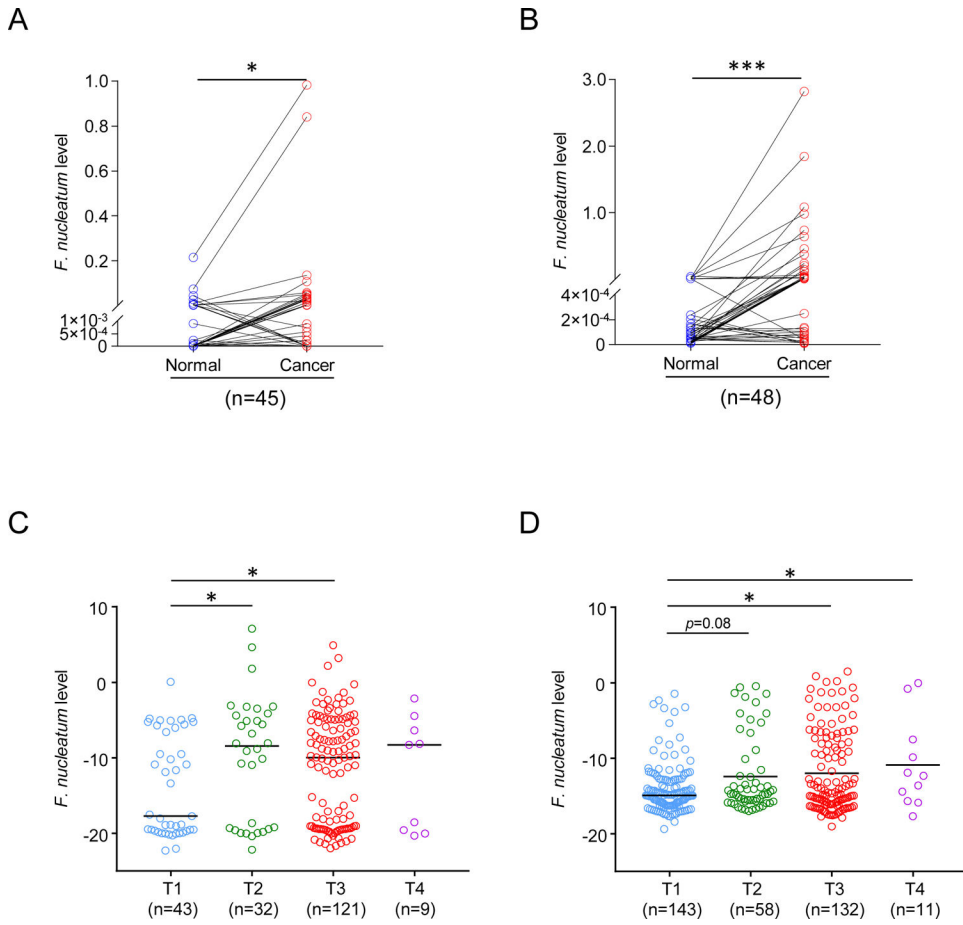 A
B
*
***
F. nucleatum level
1.0
0.8
0.6
0.4
0.2
1×10-3
5×10-4
0
Normal Cancer
(n=45)
F. nucleatum level
3.0
2.0
1.0
4×10-4
2×10-4
0
Normal Cancer
(n=48)
C
D
*
*
F. nucleatum level
10
0
-10
-20
T1 T2 T3 T4
(n=43) (n=32) (n=121) (n=9)
*
*
p=0.08
F. nucleatum level
10
0
-10
-20
T1 T2 T3 T4
(n=143) (n=58) (n=132) (n=11)